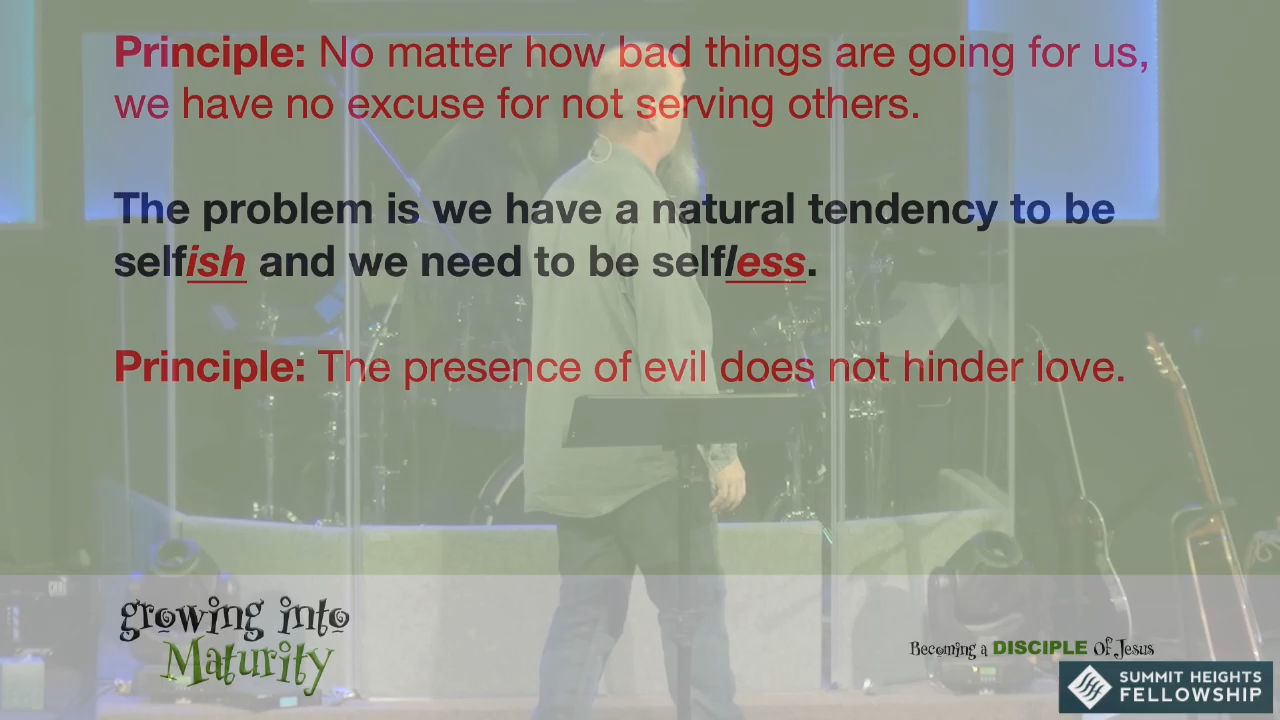 Principle: No matter how bad things are going for us,
we have no excuse for not serving others.
The problem is we have a natural tendency to be
selfish and we need to be selfless.
Principle: The presence of evil does not hinder love.
growing into
Maturity
Becoming a DISCIPLE Of Jesus
SUMMIT HEIGHTS
FELLOWSHIP